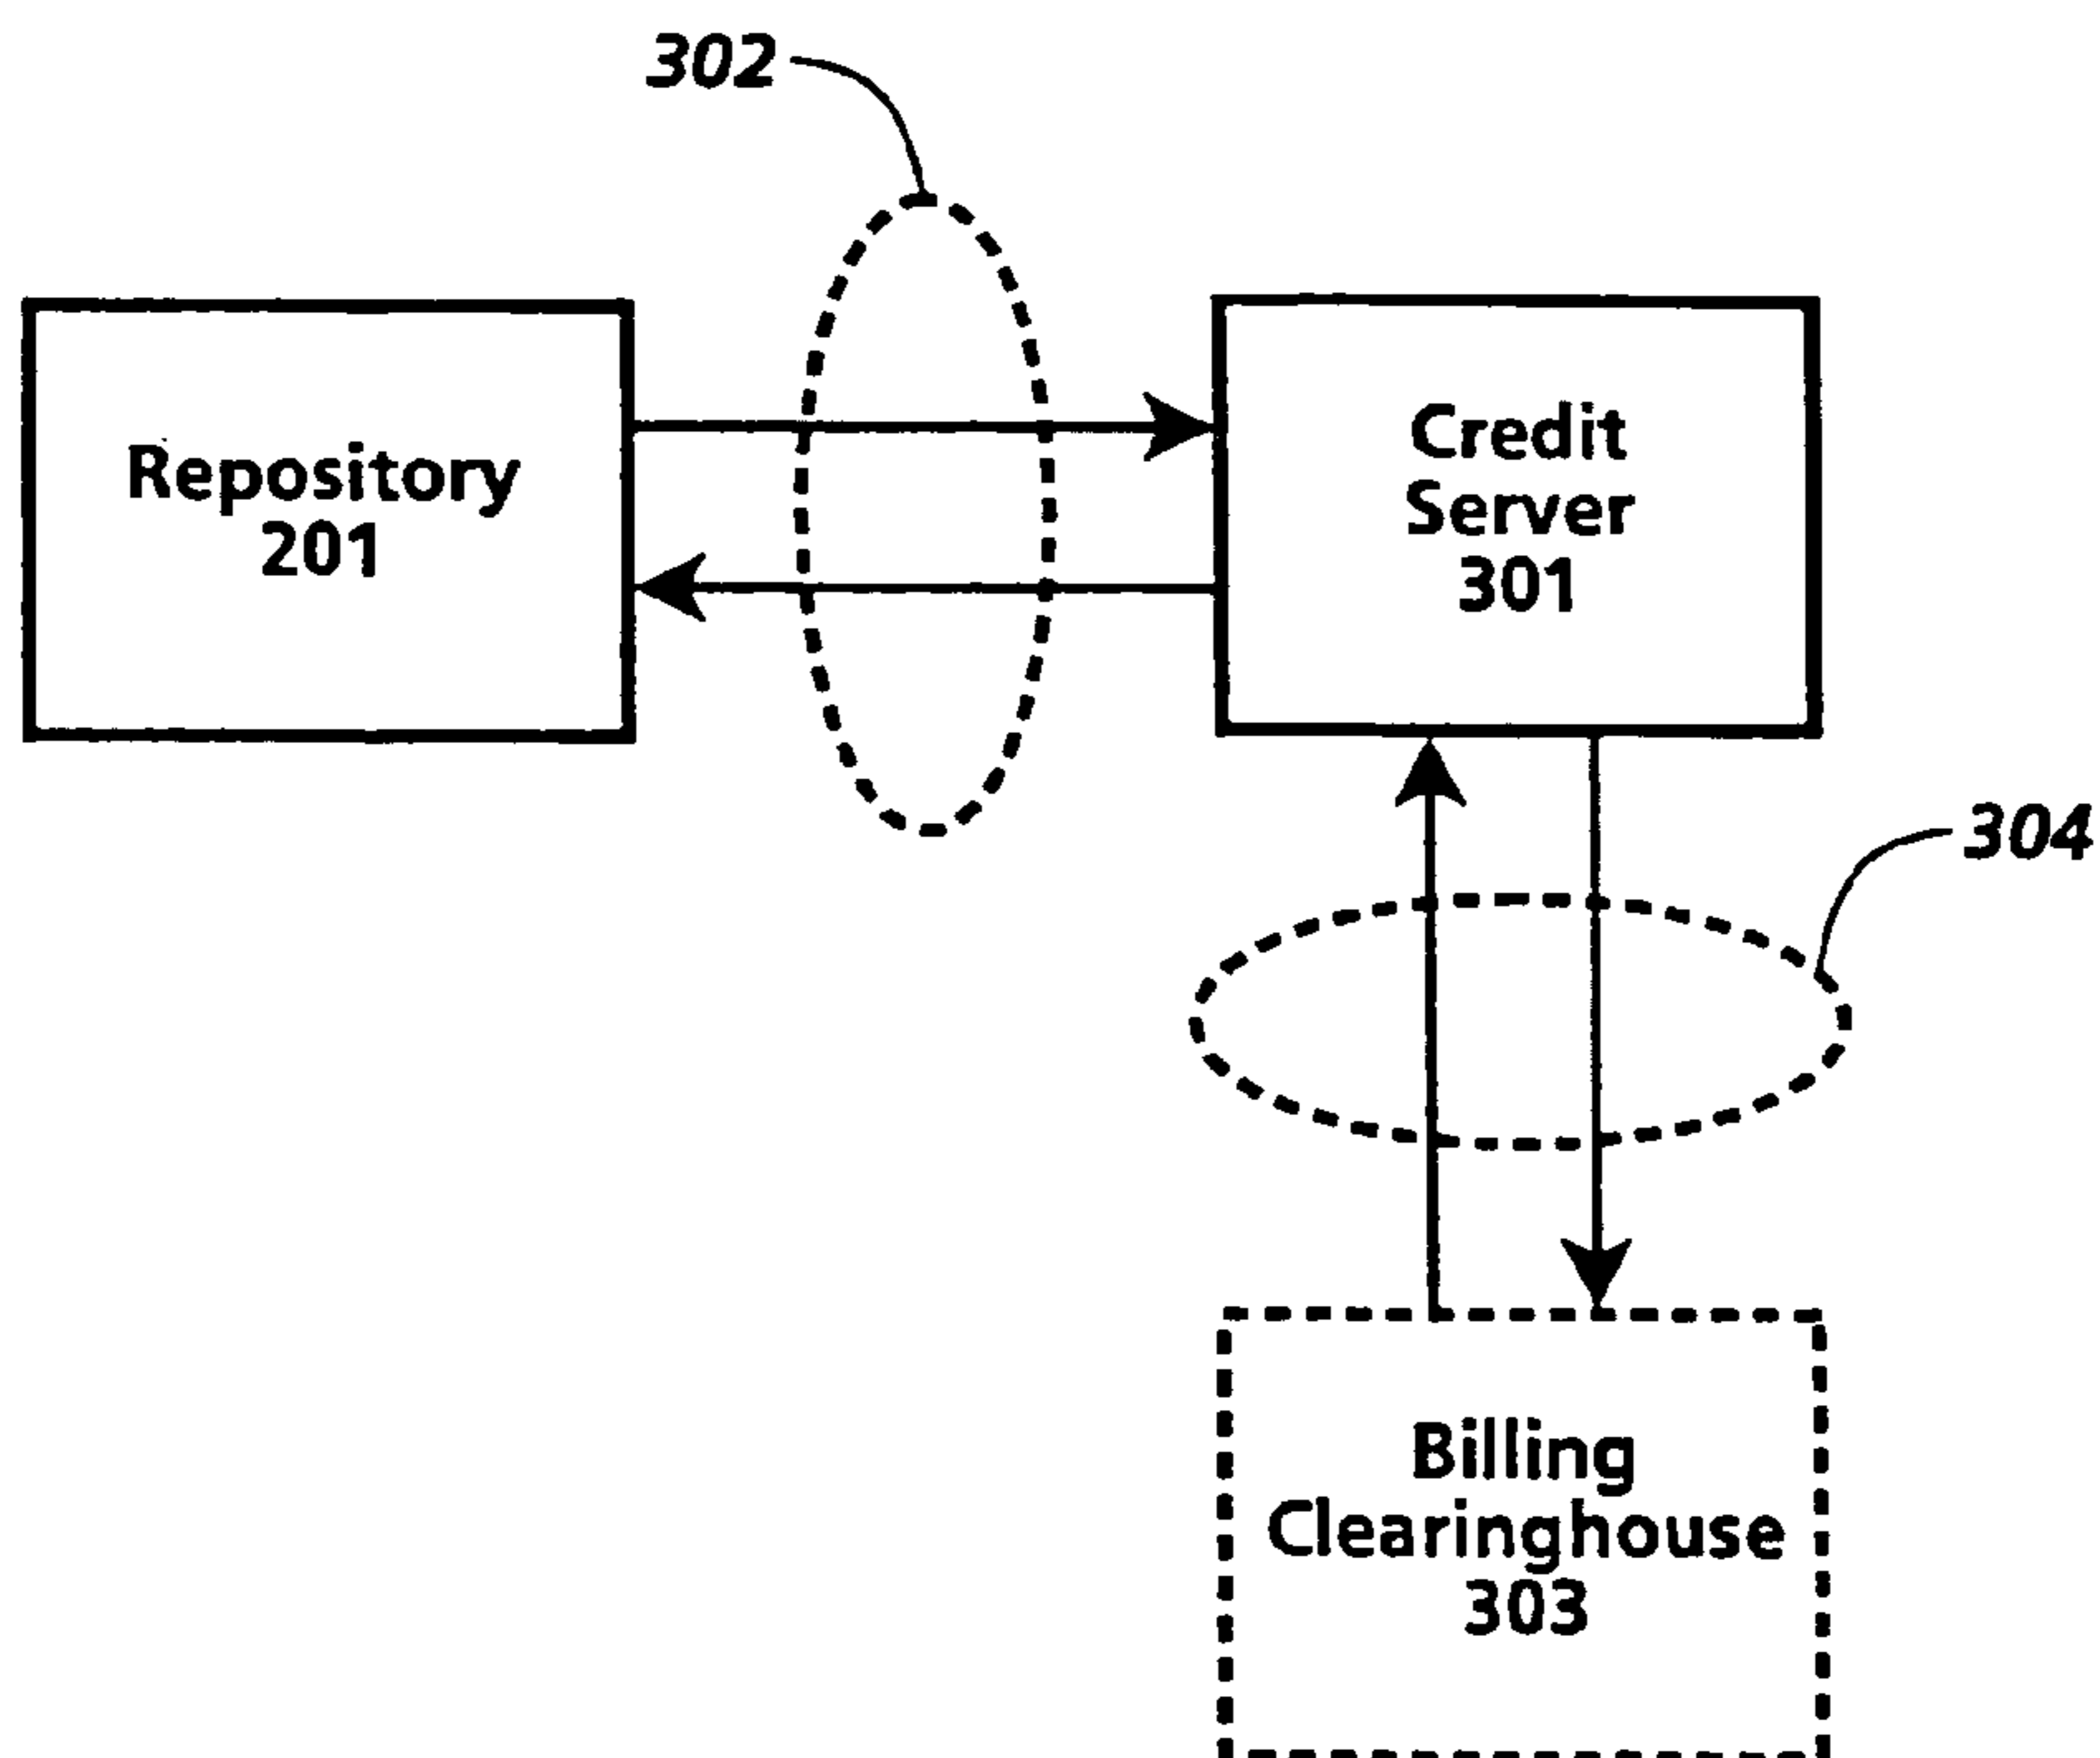 302
Repository
201
Credit
Server
301
304
Billing
Clearinghouse
303